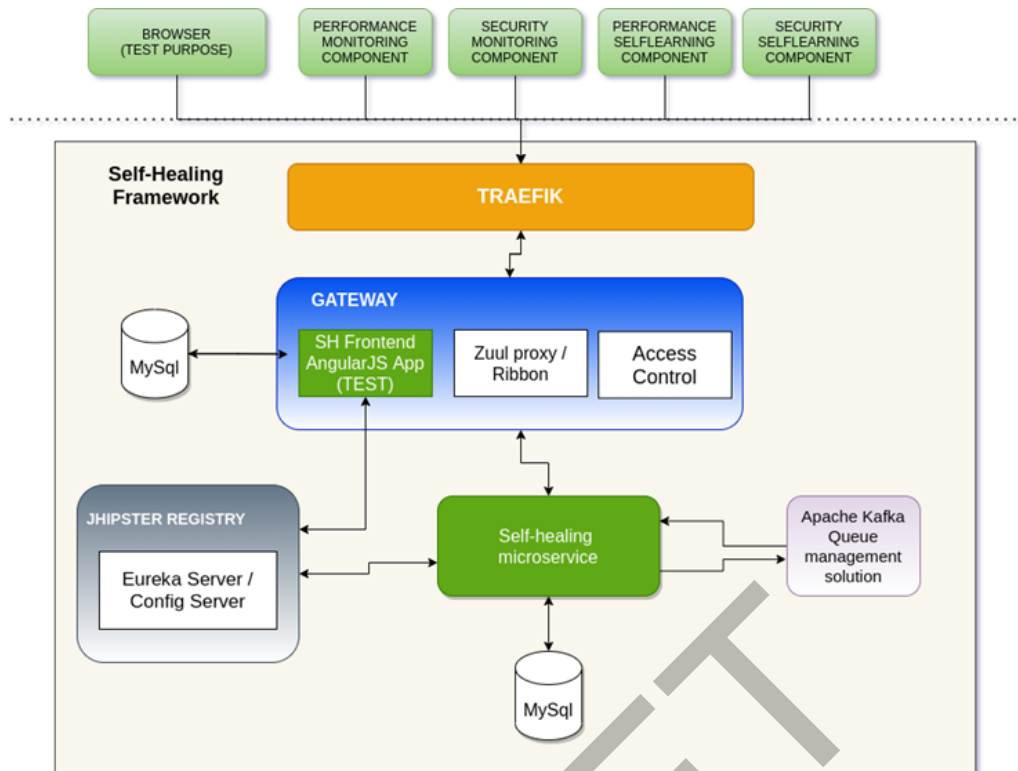 BROWSER
(TEST PURPOSE)
PERFORMANCE
MONITORING
COMPONENT
SECURITY
MONITORING
COMPONENT
PERFORMANCE
SELFLEARNING
COMPONENT
SECURITY
SELFLEARNING
COMPONENT
Self-Healing
Framework
TRAEFIK
GATEWAY
SH Frontend
AngularJS App
(TEST)
Zuul proxy /
Ribbon
Access
Control
MySql
JHIPSTER REGISTRY
Eureka Server /
Config Server
Self-healing
microservice
Apache Kafka
Queue
management
solution
MySql